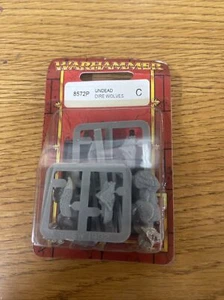 WARHAMMER
8572P
UNDEAD
DIRE WOLVES
C